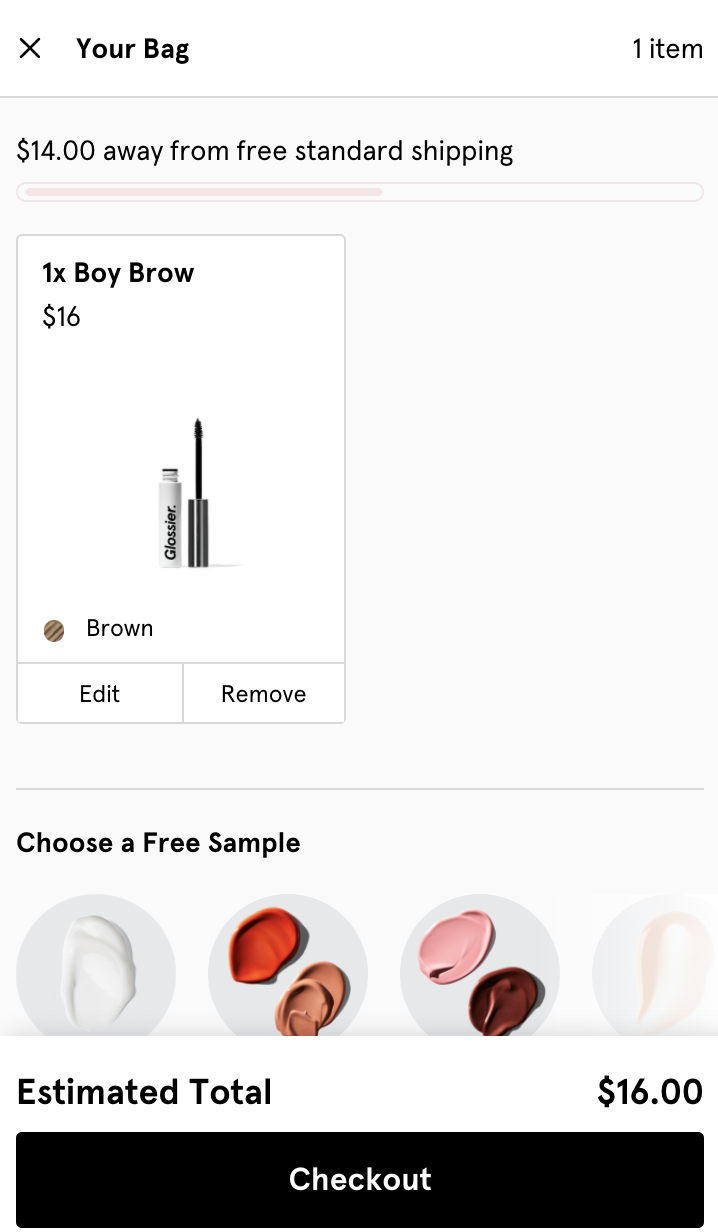 Your Bag
1 item
$14.00 away from free standard shipping
1x Boy Brow
$16
Glossier.
Brown
Edit
Remove
Choose a Free Sample
Estimated Total
$16.00
Checkout